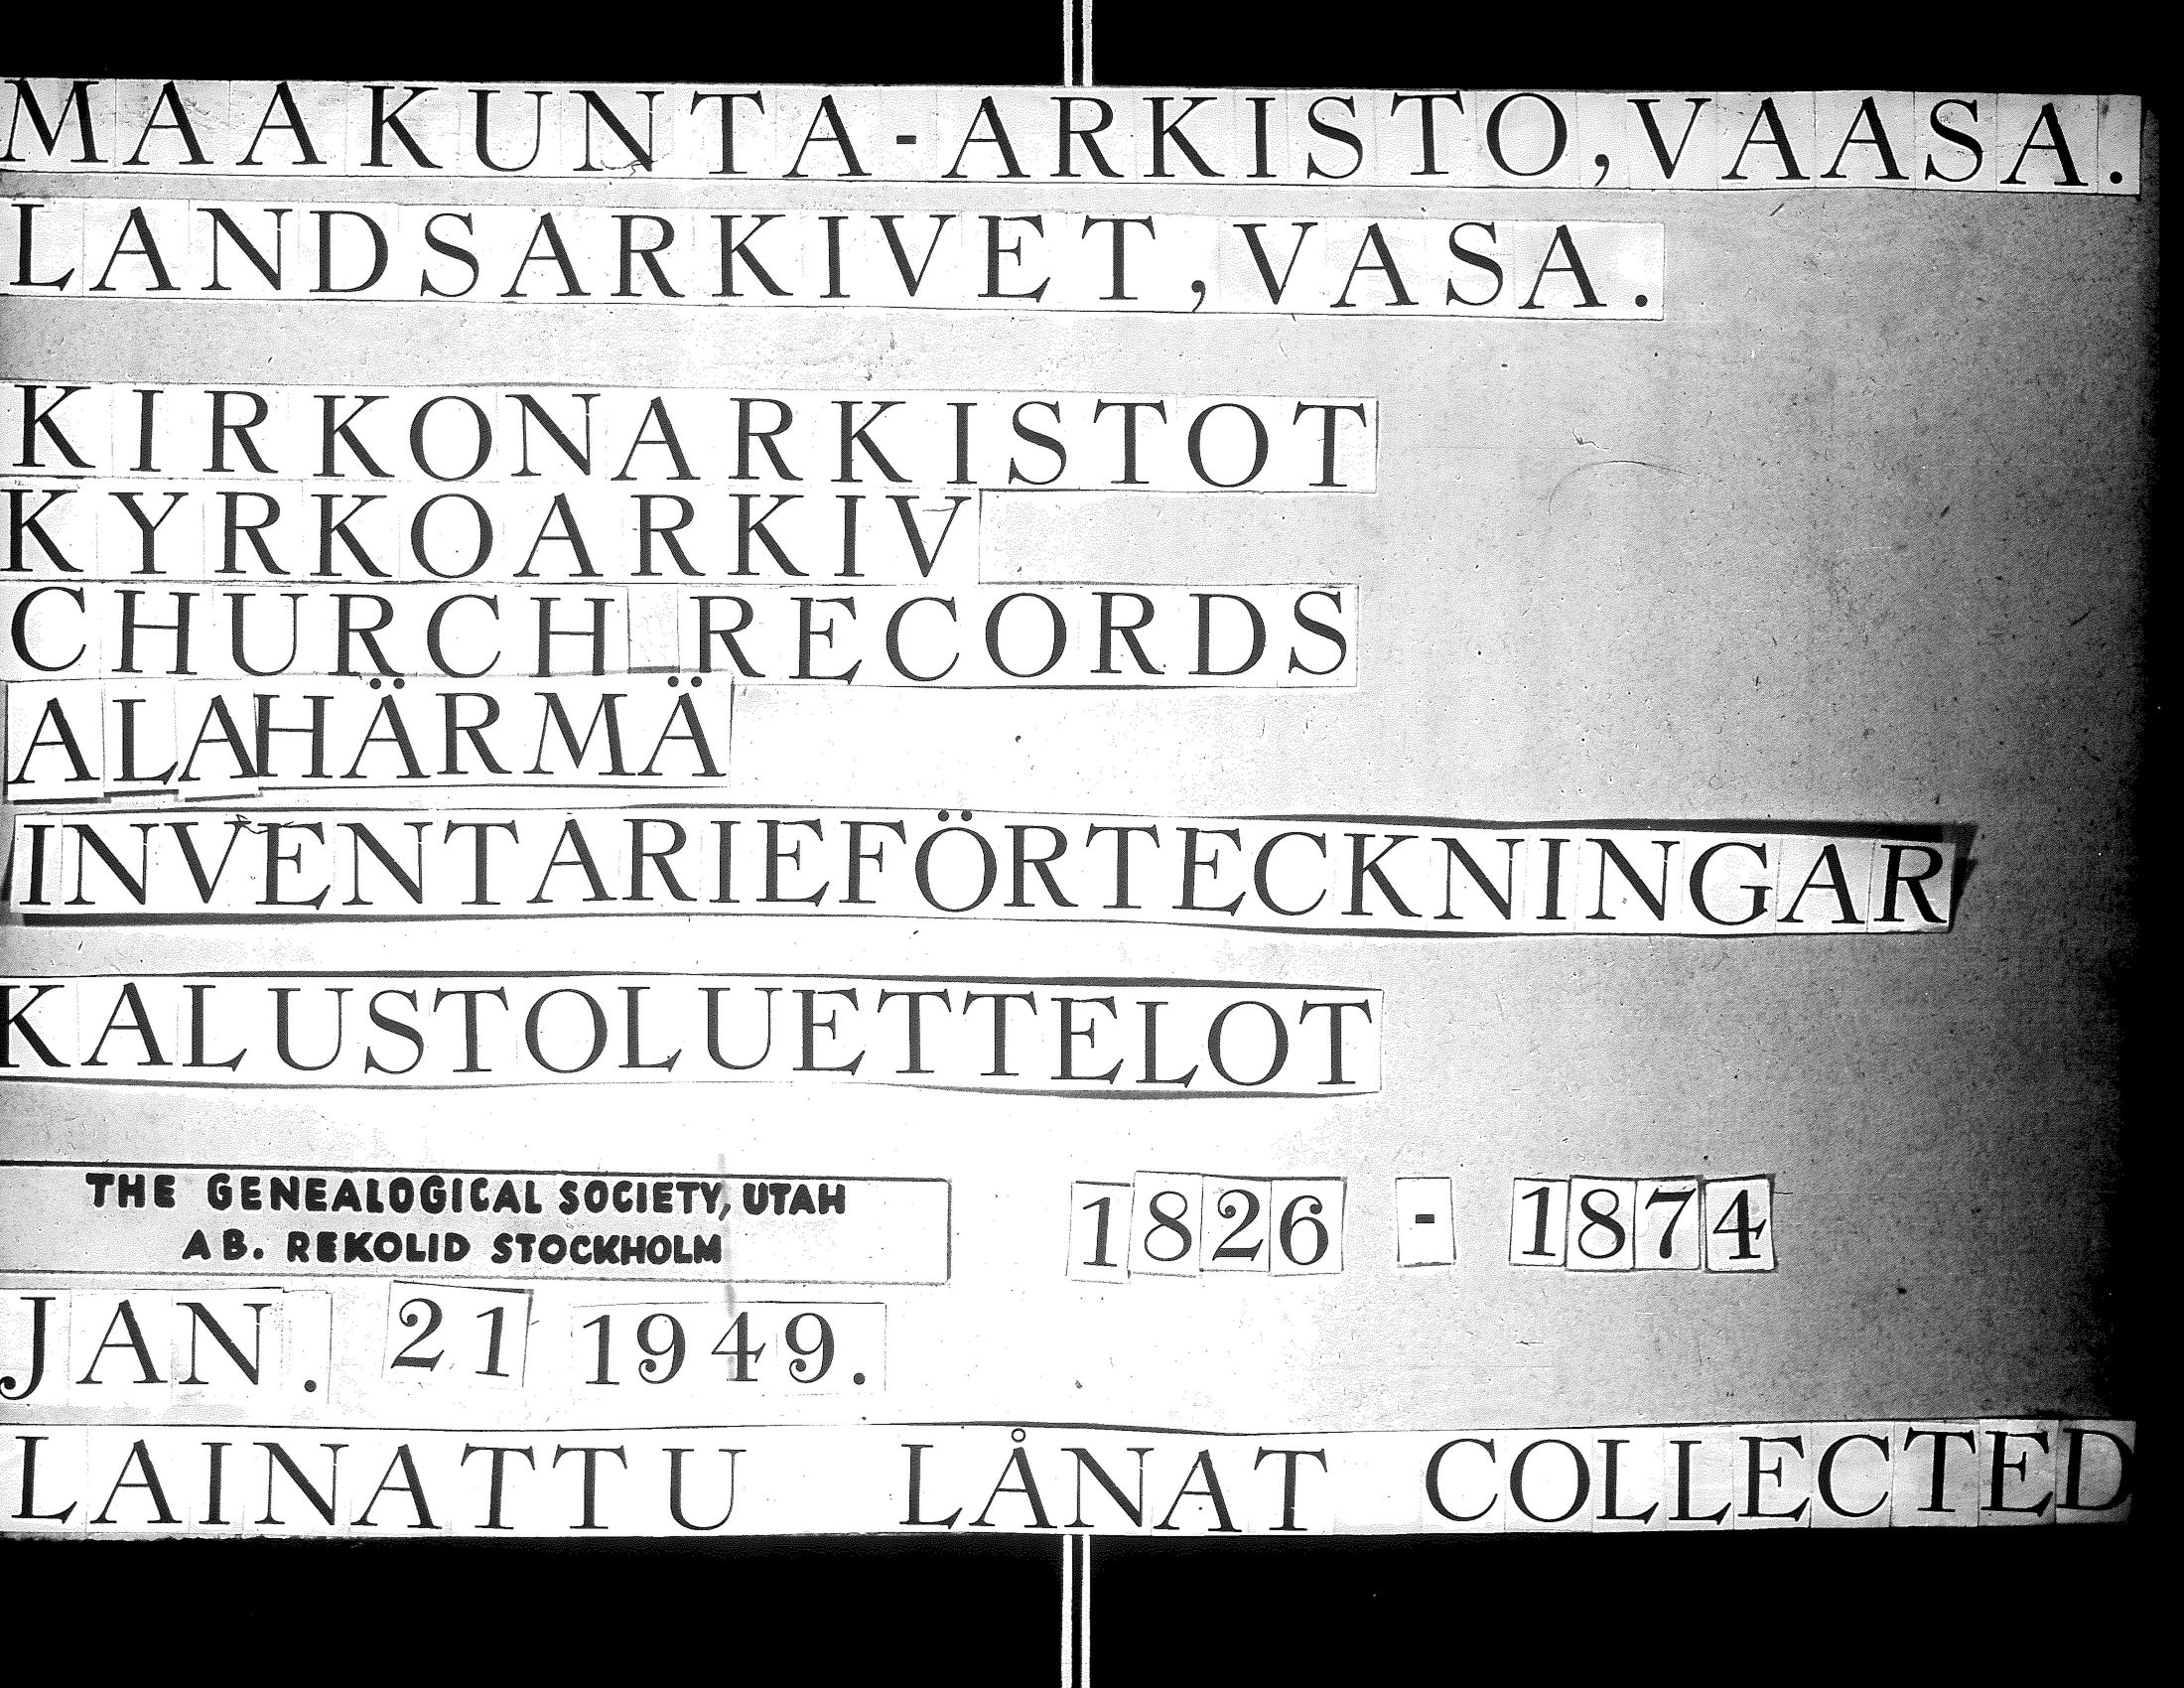 MAAKUNTA-ARKISTO, VAASA.
LANDSARKIVET, VASA.
KIRKONARKISTOT
KYRKOARKIV
CHURCH RECORDS
ALAHÄRMÄ
INVENTARIEFÖRTECKNINGAR
KALUSTOLUETTELOT
THE GENEALOGICAL SOCIETY, UTAH
AB. REKOLID STOCKHOLM
1826 - 1874
JAN. 21 1949.
LAINATTU LÅNAT COLLECTED